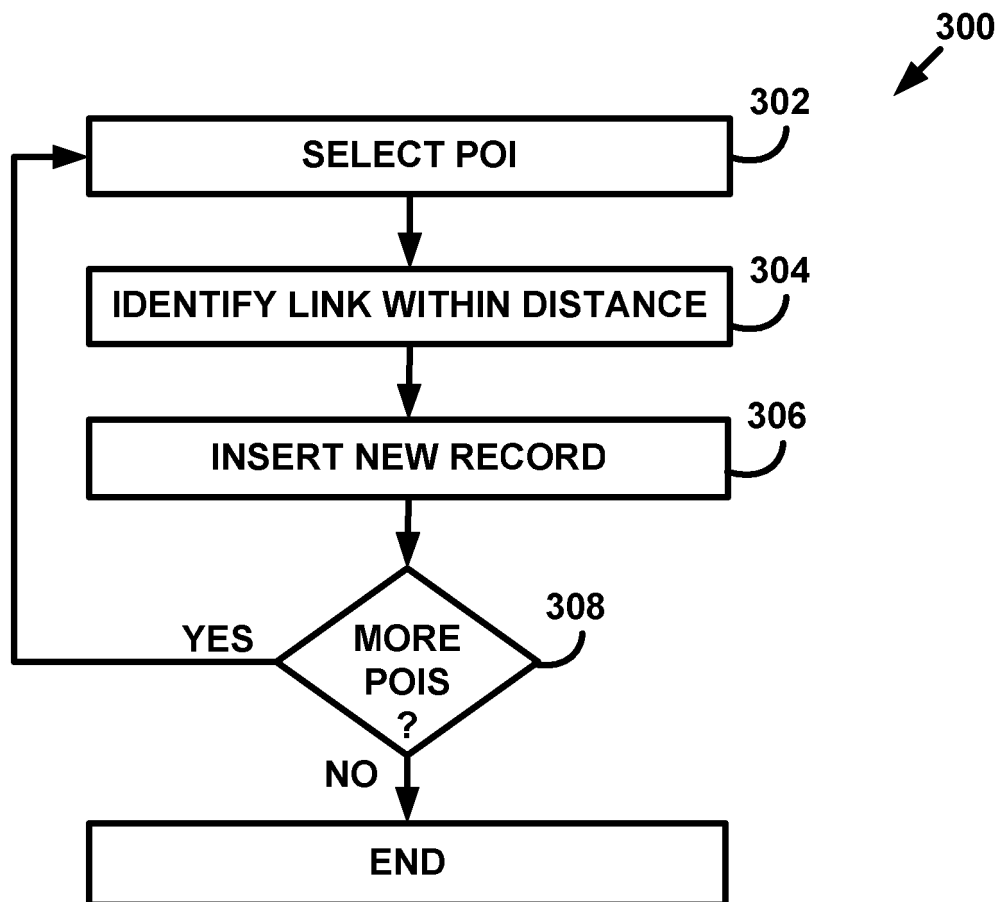 300
302
SELECT POI
304
IDENTIFY LINK WITHIN DISTANCE
306
INSERT NEW RECORD
308
YES
MORE
POIS
?
NO
END